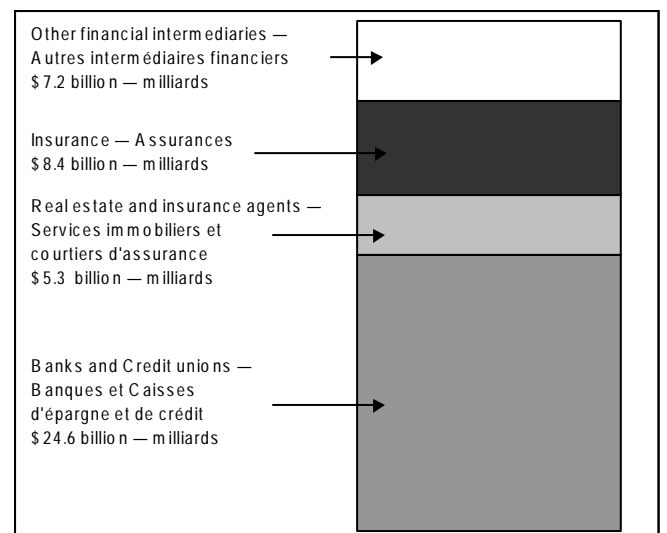 Other financial intermediaries —
Autres intermédiaires financiers
$7.2 billion — milliards
Insurance — Assurances
$8.4 billion — milliards
Real estate and insurance agents —
Services immobiliers et
courtiers d'assurance
$5.3 billion — milliards
Banks and Credit unions —
Banques et Caisses
d'épargne et de crédit
$24.6 billion — milliards